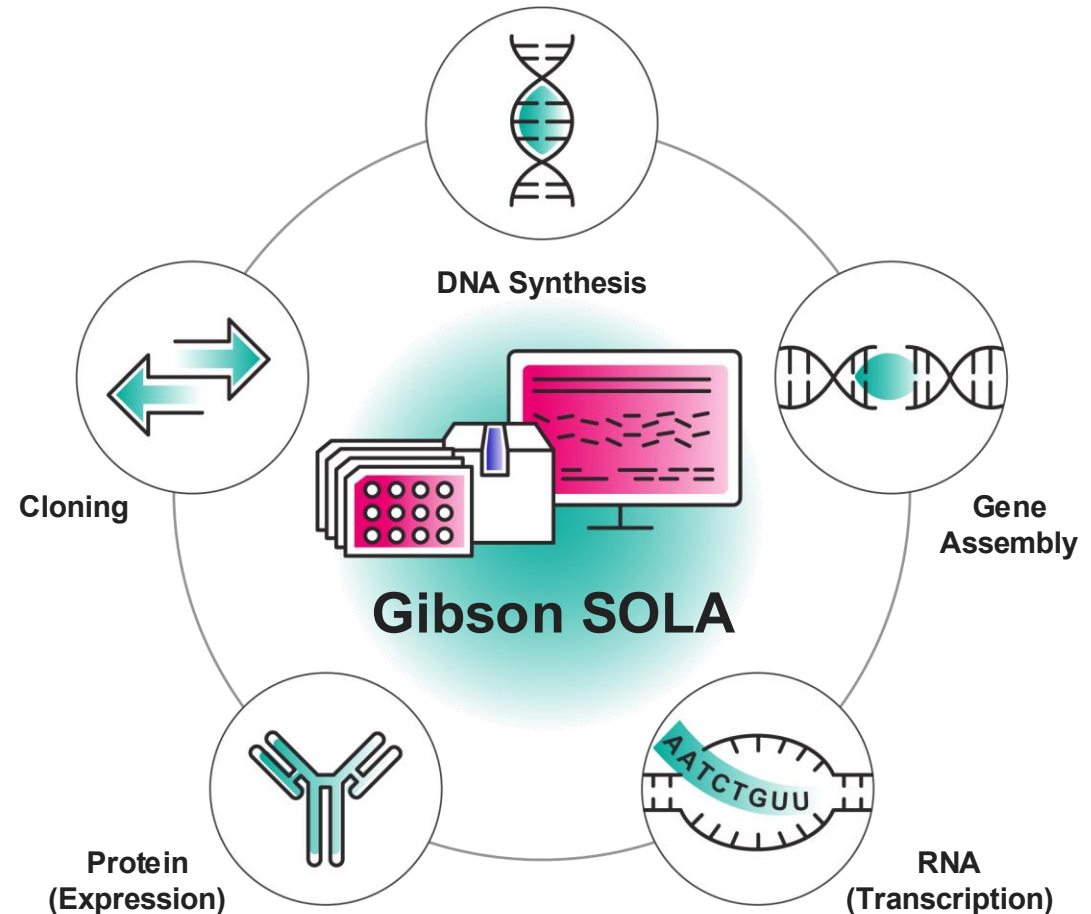 DNA Synthesis
Cloning
Gene
Assembly
Gibson SOLA
AATCTGUU
Protein
(Expression)
RNA
(Transcription)